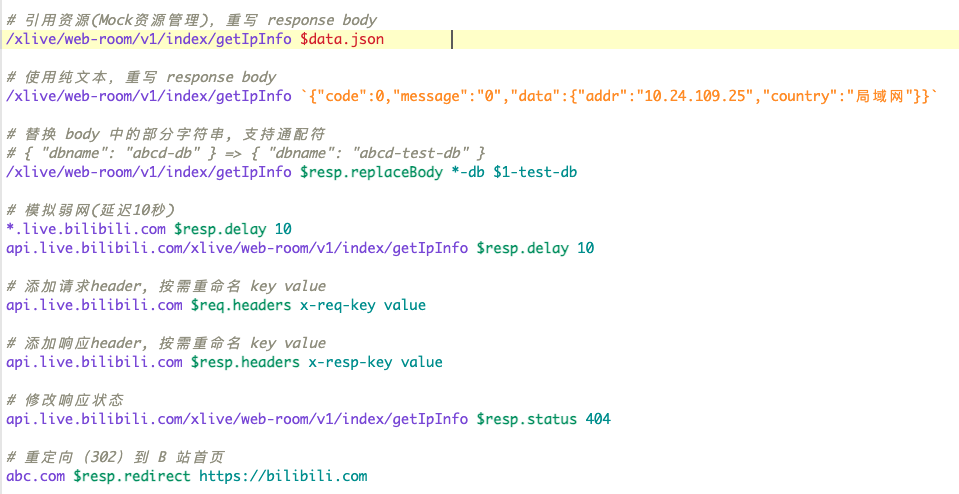 # 引用资源(Mock资源管理), 重写 response body
/xlive/web-room/v1/index/getIpInfo $data.json
# 使用纯文本, 重写 response body
/xlive/web-room/v1/index/getIpInfo `{"code":0,"message":"0","data":{"addr":"10.24.109.25","country":"局域网"}}`
# 替换 body 中的部分字符串, 支持通配符
# { "dbname": "abcd-db" } => { "dbname": "abcd-test-db" }
/xlive/web-room/v1/index/getIpInfo $resp.replaceBody *-db $1-test-db
# 模拟弱网(延迟10秒)
*.live.bilibili.com $resp.delay 10
api.live.bilibili.com/xlive/web-room/v1/index/getIpInfo $resp.delay 10
# 添加请求header, 按需重命名 key value
api.live.bilibili.com $req.headers x-req-key value
# 添加响应header, 按需重命名 key value
api.live.bilibili.com $resp.headers x-resp-key value
# 修改响应状态
api.live.bilibili.com/xlive/web-room/v1/index/getIpInfo $resp.status 404
# 重定向 (302) 到 B 站首页
abc.com $resp.redirect https://bilibili.com